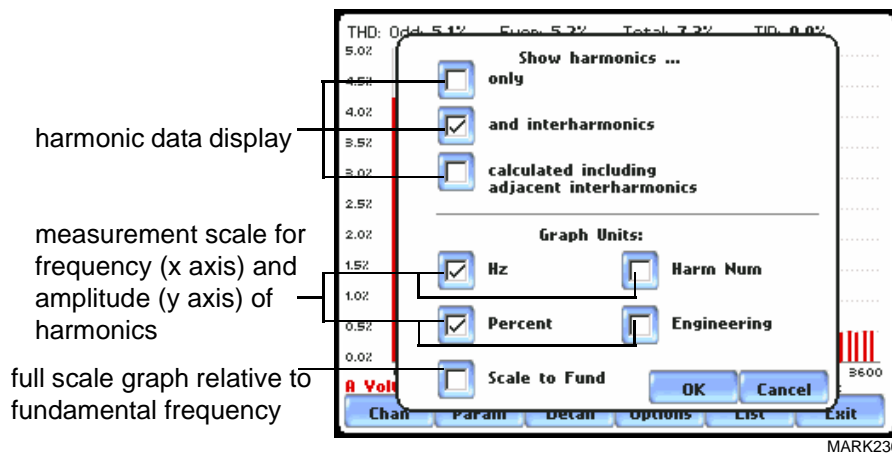 THD: Odd: 5.1% Even: 5.2% Total: 7.3% TID: 0.0%
5.0%
Show harmonics ...
only
4.5%
4.0%
and interharmonics
harmonic data display
3.5%
calculated including
adjacent interharmonics
3.0%
2.5%
measurement scale for
frequency (x axis) and
amplitude (y axis) of
harmonics
2.0%
Graph Units:
1.5%
Hz Harm Num
1.0%
0.5%
Percent Engineering
0.0%
full scale graph relative to
fundamental frequency
Scale to Fund
3600
A Vol
OK Cancel
Chan Param Detail Options List Exit
MARK23